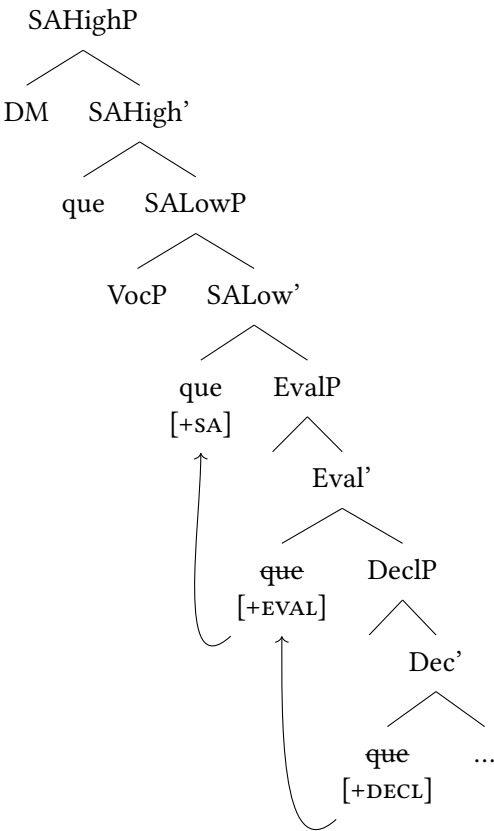 SAHighP
DM SAHigh’
que SALowP
VocP SALow’
que EvalP
[+SA]
Eval’
que DeclP
[+EVAL]
Dec’
que ...
[+DECL]